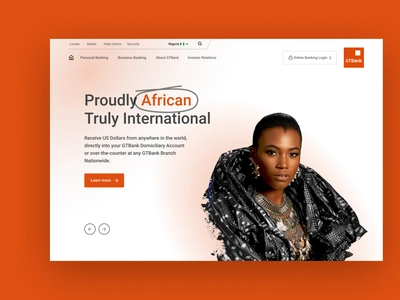 Locate Media Help Centre Security Nigeria
Personal Banking Business Banking About GTBank Investor Relations Online Banking Login
GTBank
Proudly African
Truly International
Receive US Dollars from anywhere in the world,
directly into your GTBank Domiciliary Account
or over-the-counter at any GTBank Branch
Nationwide.
Learn more